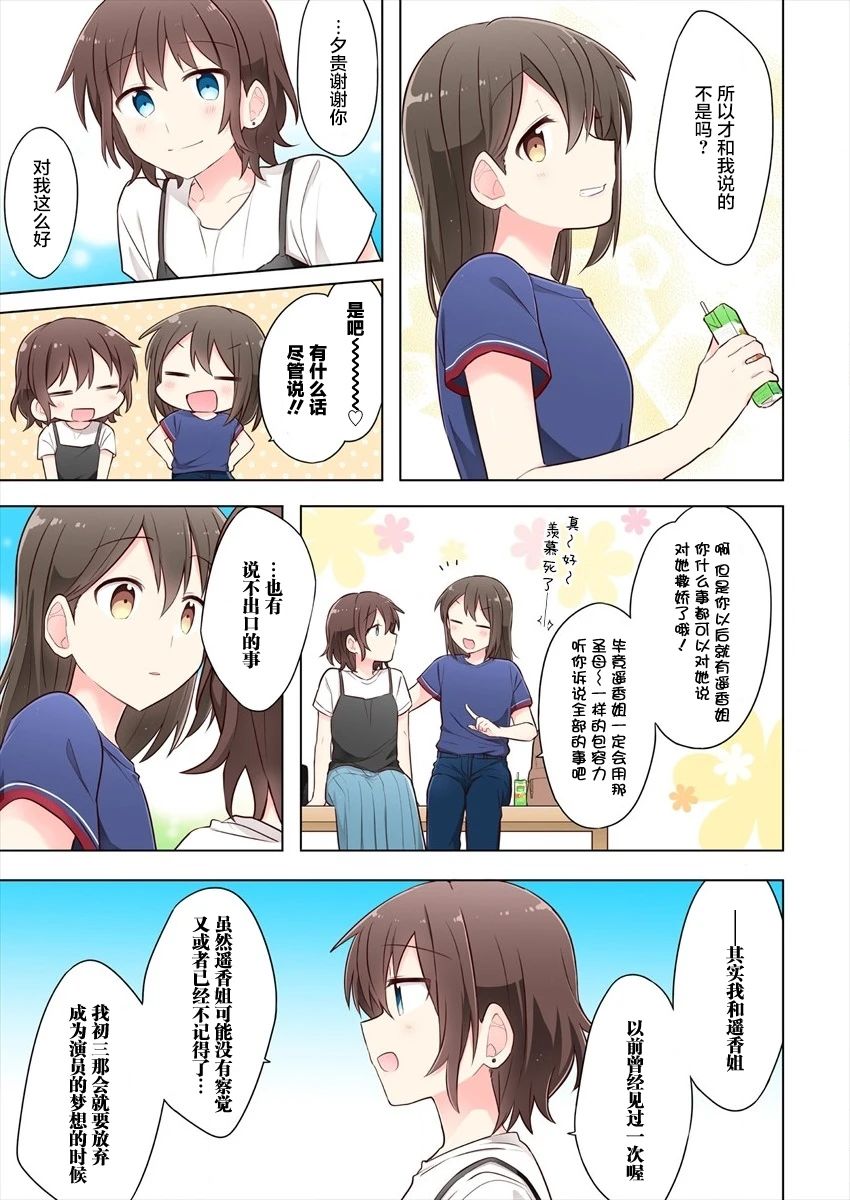 所以才和我说的
不是吗？
…夕贵谢谢你
对我这么好
是吧~~~~~~~♡
有什么话
尽管说!!
啊 但是你以后就有遥香姐
你什么事都可以对她说
对她撒娇了哦！
真～好～
羡慕死了～
毕竟遥香姐一定会用那
圣母～一样的包容力
听你诉说全部的事吧
…也有
说不出口的事
——其实我和遥香姐
以前曾经见过一次喔
虽然遥香姐可能没有察觉
又或者已经不记得了…
我初三那会就要放弃
成为演员的梦想的时候